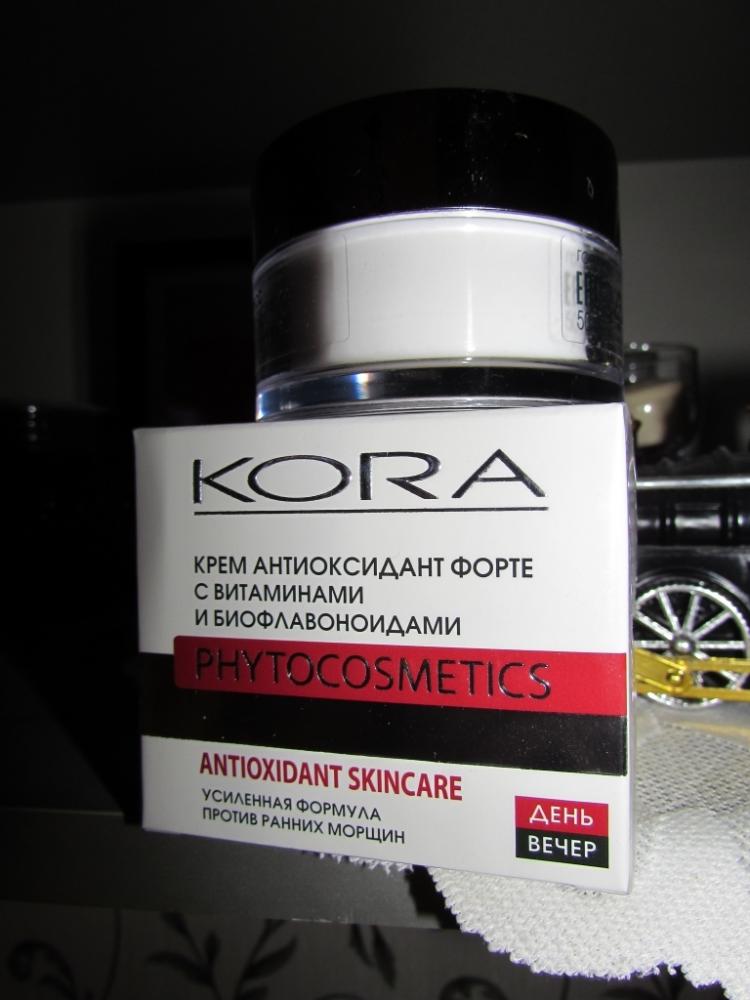 KORA
КРЕМ АНТИОКСИДАНТ ФОРТЕ
С ВИТАМИНАМИ
И БИОФЛАВОНОИДАМИ
PHYTOCOSMETICS
ANTIOXIDANT SKINCARE
УСИЛЕННАЯ ФОРМУЛА
ПРОТИВ РАННИХ МОРЩИН
ДЕНЬ
ВЕЧЕР